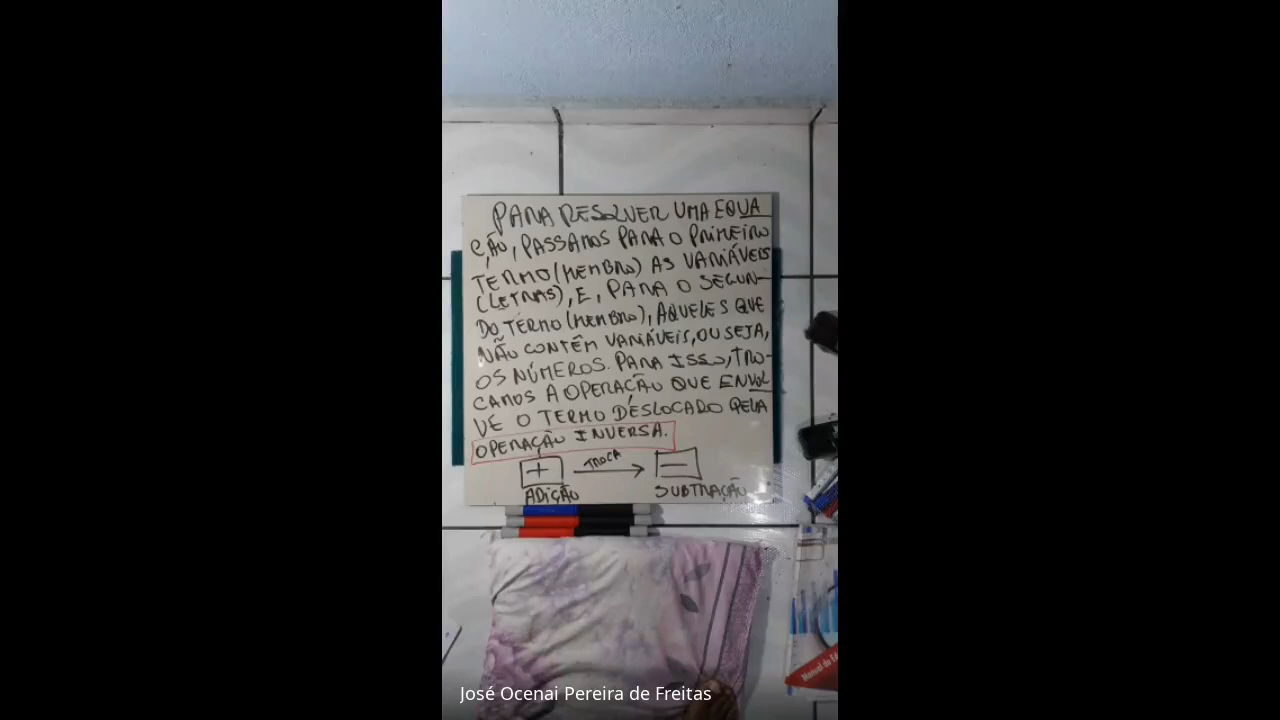 PARA RESOLVER UMA EQUA
ÇÃO, PASSAMOS PARA O PRIMEIRO
TERMO (MEMBRO) AS VARIÁVEIS
(LETRAS), E, PARA O SEGUN-
DO TERMO (MEMBRO), AQUELES QUE
NÃO CONTÊM VARIÁVEIS, OU SEJA,
OS NÚMEROS. PARA ISSO, TRO-
CAMOS A OPERAÇÃO QUE ENVOL
VE O TERMO DESLOCADO PELA
OPERAÇÃO INVERSA.
+ TROCA −
ADIÇÃO SUBTRAÇÃO
Manual do
José Ocenai Pereira de Freitas